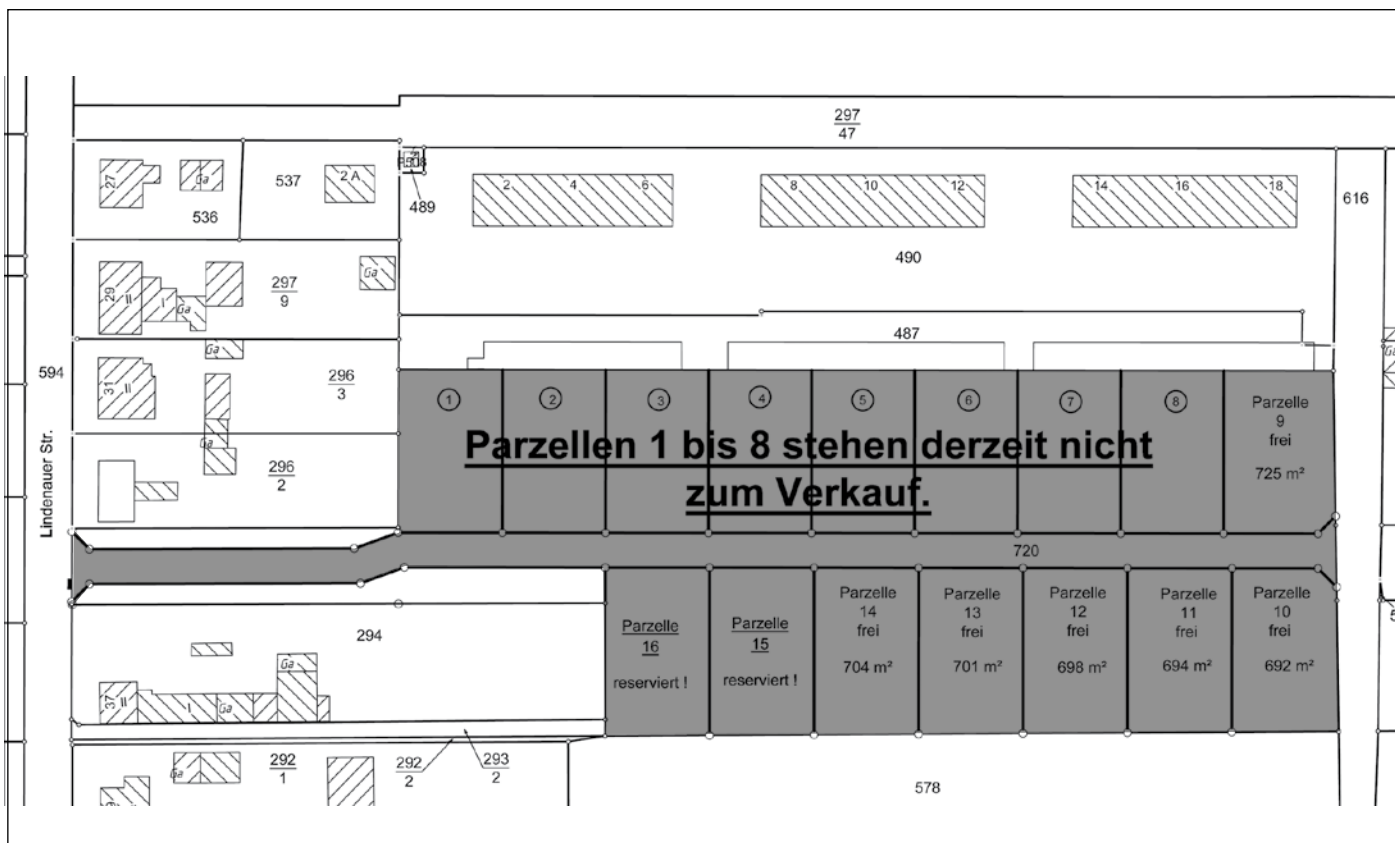 297
47
27
Ga
537
2 A
536
489
2
4
6
8
10
12
14
16
18
616
490
29
II
I
Ga
297
9
Ga
487
594
Lindenauer Str.
31
II
Ga
Ga
296
3
296
2
1
2
3
4
5
6
7
8
Parzelle
9
frei
725 m²
Parzellen 1 bis 8 stehen derzeit nicht
zum Verkauf.
720
Parzelle
16
reserviert !
Parzelle
15
reserviert !
Parzelle
14
frei
704 m²
Parzelle
13
frei
701 m²
Parzelle
12
frei
698 m²
Parzelle
11
frei
694 m²
Parzelle
10
frei
692 m²
294
37
II
I
Ga
Ga
292
1
Ga
292
2
293
2
578